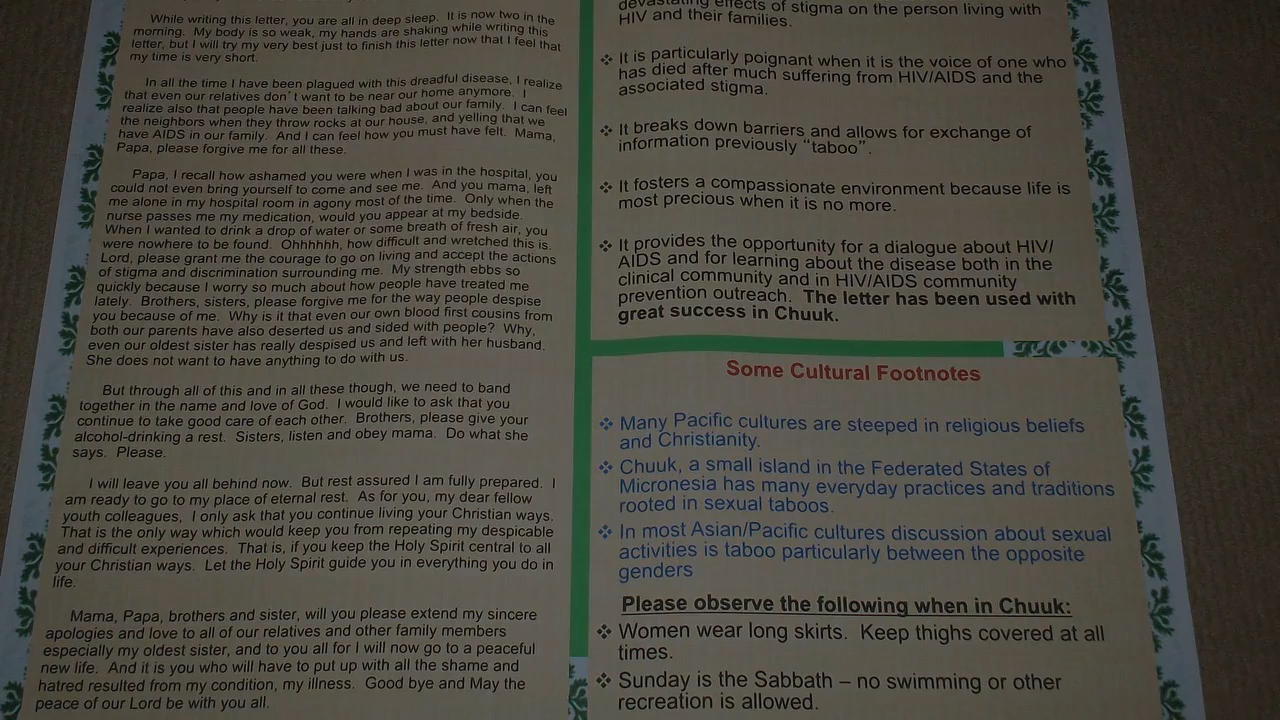 While writing this letter, you are all in deep sleep. It is now two in the
morning. My body is so weak, my hands are shaking while writing this
letter, but I will try my very best just to finish this letter now that I feel that
my time is very short.
In all the time I have been plagued with this dreadful disease, I realize
that even our relatives don't want to be near our home anymore. I
realize also that people have been talking bad about our family. I can feel
the neighbors when they throw rocks at our house, and yelling that we
have AIDS in our family. And I can feel how you must have felt. Mama,
Papa, please forgive me for all these.
Papa, I recall how ashamed you were when I was in the hospital, you
could not even bring yourself to come and see me. And you mama, left
me alone in my hospital room in agony most of the time. Only when the
nurse passes me my medication, would you appear at my bedside.
When I wanted to drink a drop of water or some breath of fresh air, you
were nowhere to be found. Ohhhhhh, how difficult and wretched this is.
Lord, please grant me the courage to go on living and accept the actions
of stigma and discrimination surrounding me. My strength ebbs so
quickly because I worry so much about how people have treated me
lately. Brothers, sisters, please forgive me for the way people despise
you because of me. Why is it that even our own blood first cousins from
both our parents have also deserted us and sided with people? Why,
even our oldest sister has really despised us and left with her husband.
She does not want to have anything to do with us.
But through all of this and in all these though, we need to band
together in the name and love of God. I would like to ask that you
continue to take good care of each other. Brothers, please give your
alcohol-drinking a rest. Sisters, listen and obey mama. Do what she
says. Please.
I will leave you all behind now. But rest assured I am fully prepared. I
am ready to go to my place of eternal rest. As for you, my dear fellow
youth colleagues, I only ask that you continue living your Christian ways.
That is the only way which would keep you from repeating my despicable
and difficult experiences. That is, if you keep the Holy Spirit central to all
your Christian ways. Let the Holy Spirit guide you in everything you do in
life.
Mama, Papa, brothers and sister, will you please extend my sincere
apologies and love to all of our relatives and other family members
especially my oldest sister, and to you all for I will now go to a peaceful
new life. And it is you who will have to put up with all the shame and
hatred resulted from my condition, my illness. Good bye and May the
peace of our Lord be with you all.
devastating effects of stigma on the person living with
HIV and their families.
❖ It is particularly poignant when it is the voice of one who
has died after much suffering from HIV/AIDS and the
associated stigma.
❖ It breaks down barriers and allows for exchange of
information previously “taboo”.
❖ It fosters a compassionate environment because life is
most precious when it is no more.
❖ It provides the opportunity for a dialogue about HIV/
AIDS and for learning about the disease both in the
clinical community and in HIV/AIDS community
prevention outreach. The letter has been used with
great success in Chuuk.
Some Cultural Footnotes
❖ Many Pacific cultures are steeped in religious beliefs
and Christianity.
❖ Chuuk, a small island in the Federated States of
Micronesia has many everyday practices and traditions
rooted in sexual taboos.
❖ In most Asian/Pacific cultures discussion about sexual
activities is taboo particularly between the opposite
genders
Please observe the following when in Chuuk:
❖ Women wear long skirts. Keep thighs covered at all
times.
❖ Sunday is the Sabbath – no swimming or other
recreation is allowed.